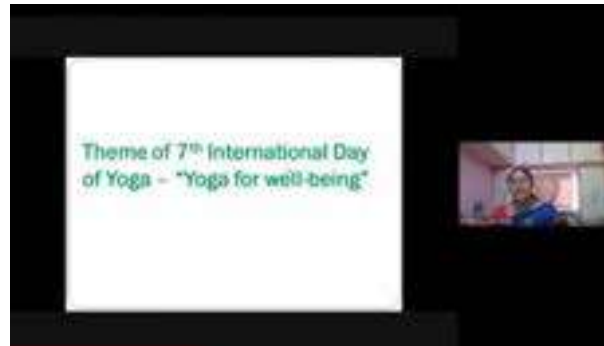 Theme of 7th International Day
of Yoga – "Yoga for well-being"